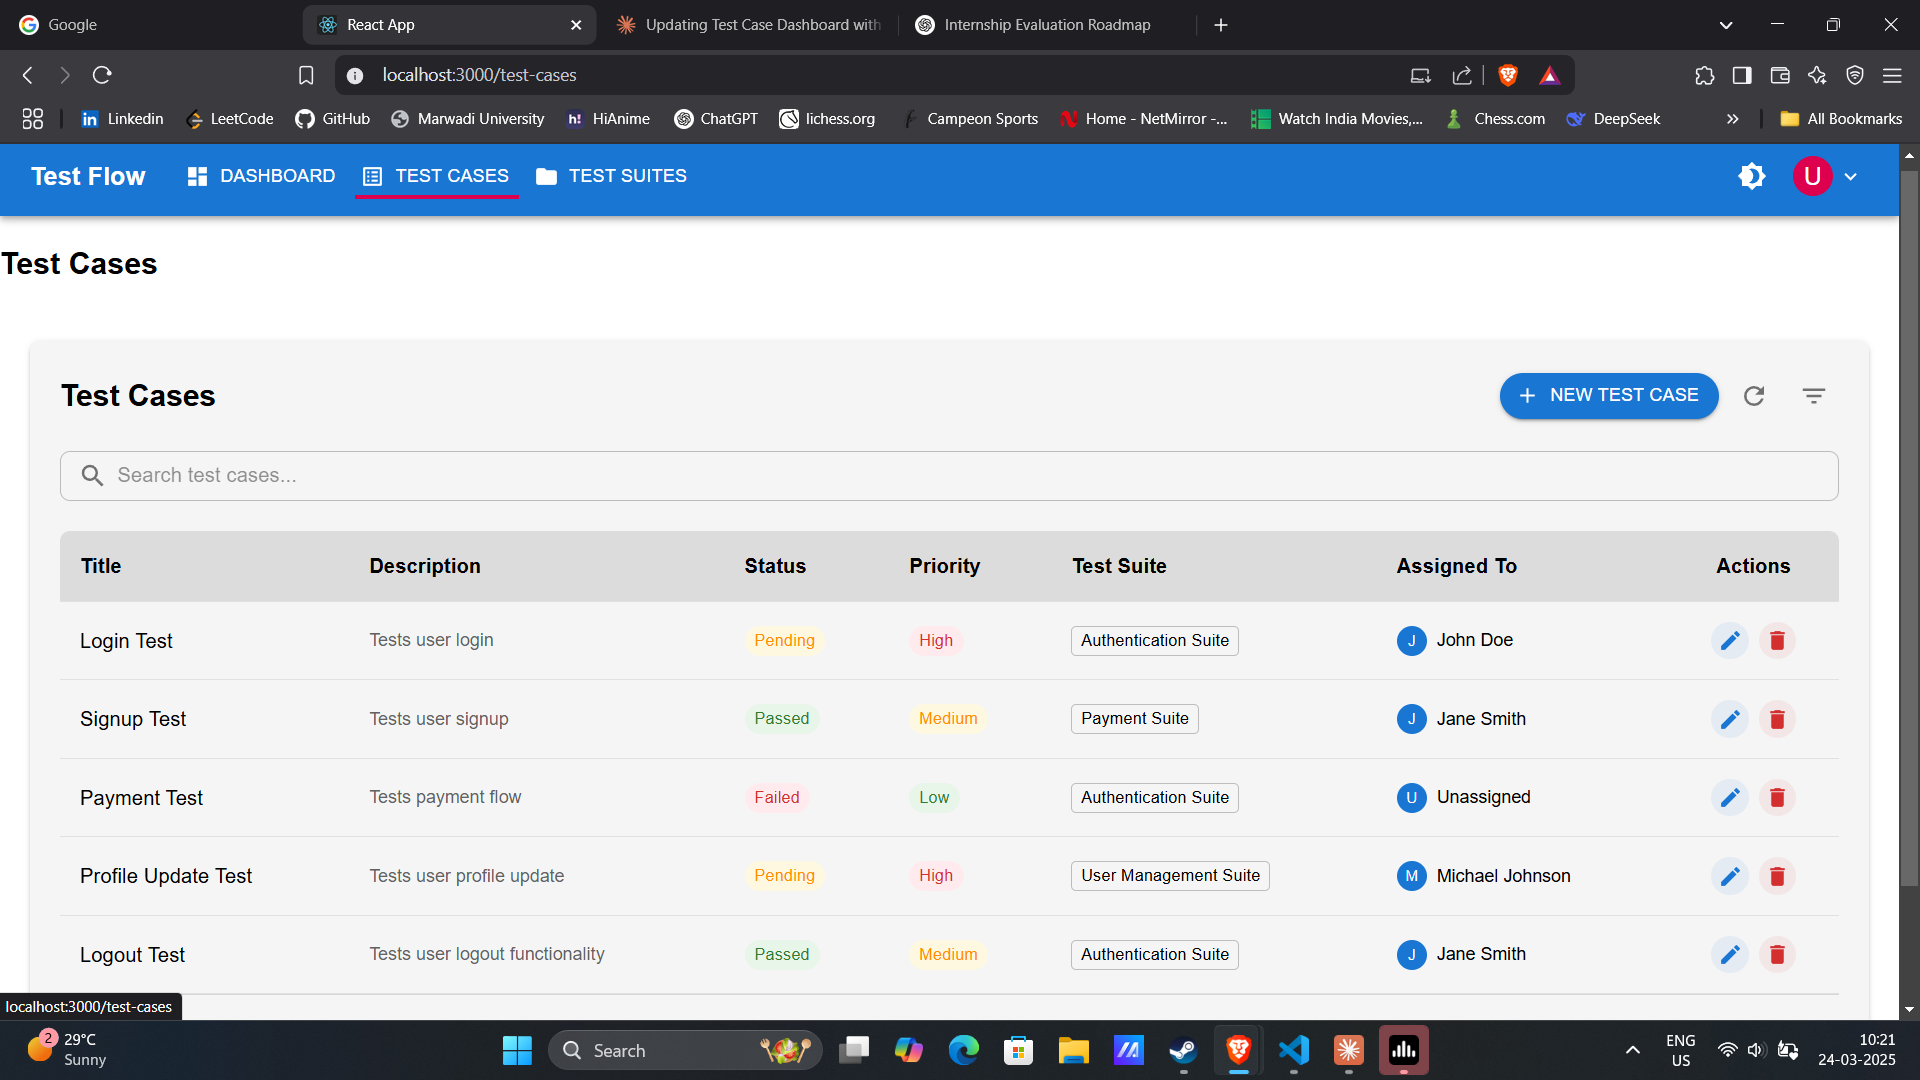 Google
React App
Updating Test Case Dashboard with
Internship Evaluation Roadmap
localhost:3000/test-cases
Linkedin
LeetCode
GitHub
Marwadi University
h! HiAnime
ChatGPT
lichess.org
Campeon Sports
Home - NetMirror -...
Watch India Movies,...
Chess.com
DeepSeek
All Bookmarks
Test Flow
DASHBOARD
TEST CASES
TEST SUITES
U
Test Cases
Test Cases
NEW TEST CASE
Search test cases...
Title Description Status Priority Test Suite Assigned To Actions
Login Test Tests user login Pending High Authentication Suite J John Doe
Signup Test Tests user signup Passed Medium Payment Suite J Jane Smith
Payment Test Tests payment flow Failed Low Authentication Suite U Unassigned
Profile Update Test Tests user profile update Pending High User Management Suite M Michael Johnson
Logout Test Tests user logout functionality Passed Medium Authentication Suite J Jane Smith
localhost:3000/test-cases
2
29°C
Sunny
Search
ENG
US
10:21
24-03-2025